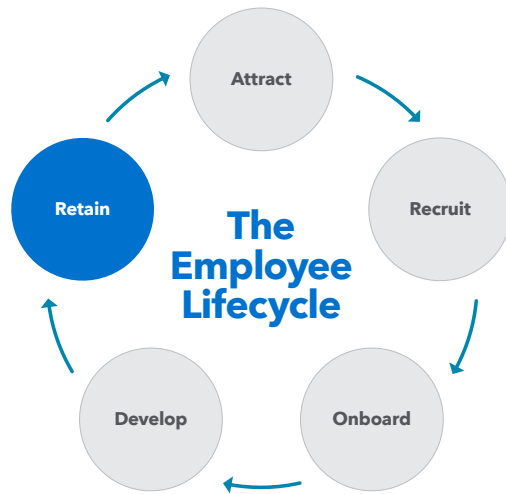 Attract
Recruit
Onboard
Develop
Retain
The
Employee
Lifecycle